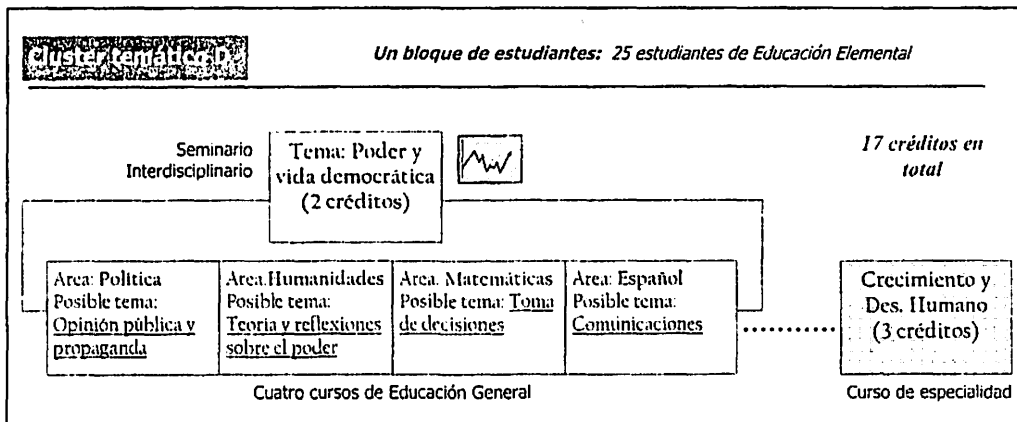 Clúster temático D.
Un bloque de estudiantes: 25 estudiantes de Educación Elemental
Seminario
Interdisciplinario
Tema: Poder y
vida democrática
(2 créditos)
17 créditos en
total
Area: Política
Posible tema:
Opinión pública y
propaganda
Area. Humanidades
Posible tema:
Teoría y reflexiones
sobre el poder
Area. Matemáticas
Posible tema: Toma
de decisiones
Area: Español
Posible tema:
Comunicaciones
Crecimiento y
Des. Humano
(3 créditos)
Cuatro cursos de Educación General
Curso de especialidad